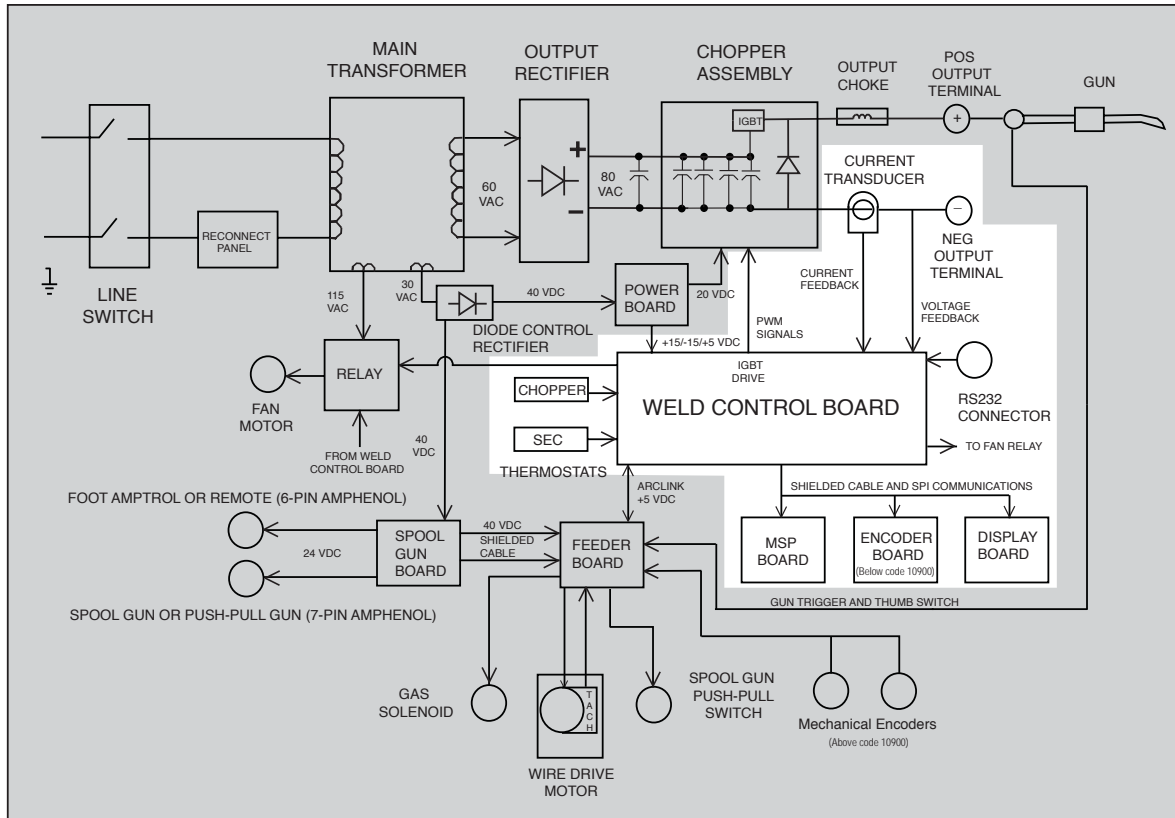 MAIN
TRANSFORMER
OUTPUT
RECTIFIER
CHOPPER
ASSEMBLY
OUTPUT
CHOKE
POS
OUTPUT
TERMINAL
GUN
IGBT
+
+
60
VAC
80
VAC
−
CURRENT
TRANSDUCER
−
NEG
OUTPUT
TERMINAL
RECONNECT
PANEL
LINE
SWITCH
115
VAC
30
VAC
40 VDC
POWER
BOARD
20 VDC
CURRENT
FEEDBACK
VOLTAGE
FEEDBACK
PWM
SIGNALS
DIODE CONTROL
RECTIFIER
+15/-15/+5 VDC
RELAY
FAN
MOTOR
FROM WELD
CONTROL BOARD
40
VDC
CHOPPER
SEC
THERMOSTATS
IGBT
DRIVE
WELD CONTROL BOARD
RS232
CONNECTOR
TO FAN RELAY
ARCLINK
+5 VDC
SHIELDED CABLE AND SPI COMMUNICATIONS
MSP
BOARD
ENCODER
BOARD
(Below code 10900)
DISPLAY
BOARD
FOOT AMPTROL OR REMOTE (6-PIN AMPHENOL)
24 VDC
SPOOL
GUN
BOARD
40 VDC
SHIELDED
CABLE
FEEDER
BOARD
SPOOL GUN OR PUSH-PULL GUN (7-PIN AMPHENOL)
GUN TRIGGER AND THUMB SWITCH
GAS
SOLENOID
TACH
WIRE DRIVE
MOTOR
SPOOL GUN
PUSH-PULL
SWITCH
Mechanical Encoders
(Above code 10900)